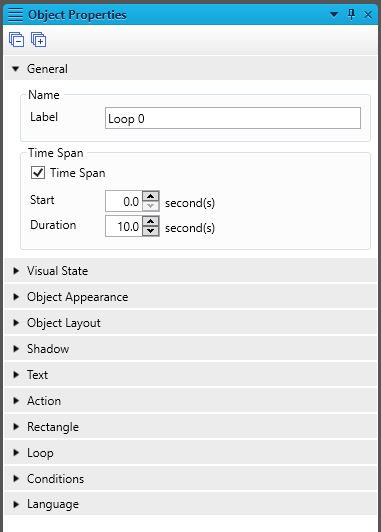 Object Properties
General
Name
Label Loop 0
Time Span
Time Span
Start 0.0 second(s)
Duration 10.0 second(s)
Visual State
Object Appearance
Object Layout
Shadow
Text
Action
Rectangle
Loop
Conditions
Language